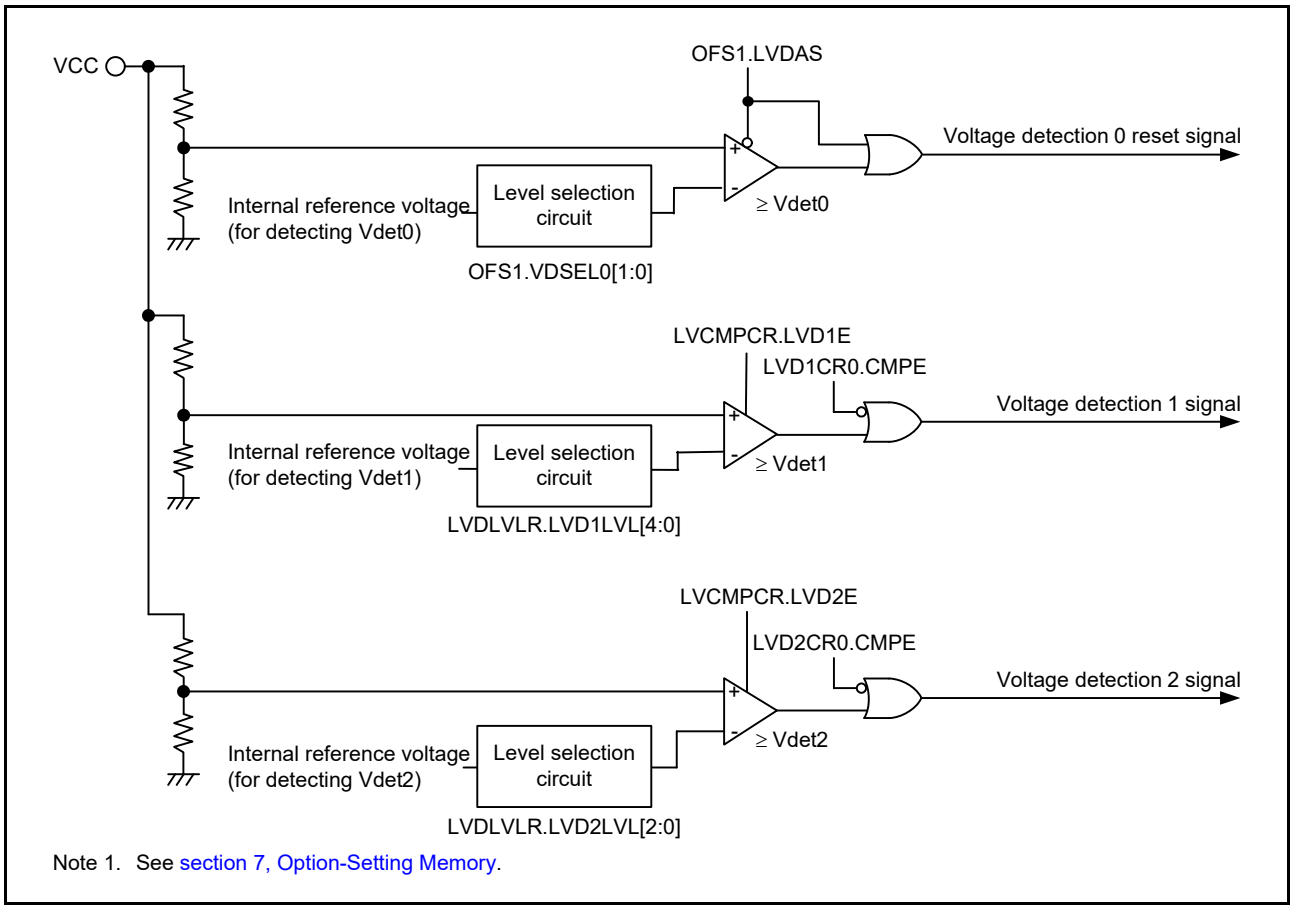 OFS1.LVDAS
VCC
Voltage detection 0 reset signal
+
-
Level selection
circuit
Internal reference voltage
(for detecting Vdet0)
≥ Vdet0
OFS1.VDSEL0[1:0]
LVCMPCR.LVD1E
LVD1CR0.CMPE
Voltage detection 1 signal
+
-
Level selection
circuit
Internal reference voltage
(for detecting Vdet1)
≥ Vdet1
LVDLVLR.LVD1LVL[4:0]
LVCMPCR.LVD2E
LVD2CR0.CMPE
Voltage detection 2 signal
+
-
Level selection
circuit
Internal reference voltage
(for detecting Vdet2)
≥ Vdet2
LVDLVLR.LVD2LVL[2:0]
Note 1. See section 7, Option-Setting Memory.